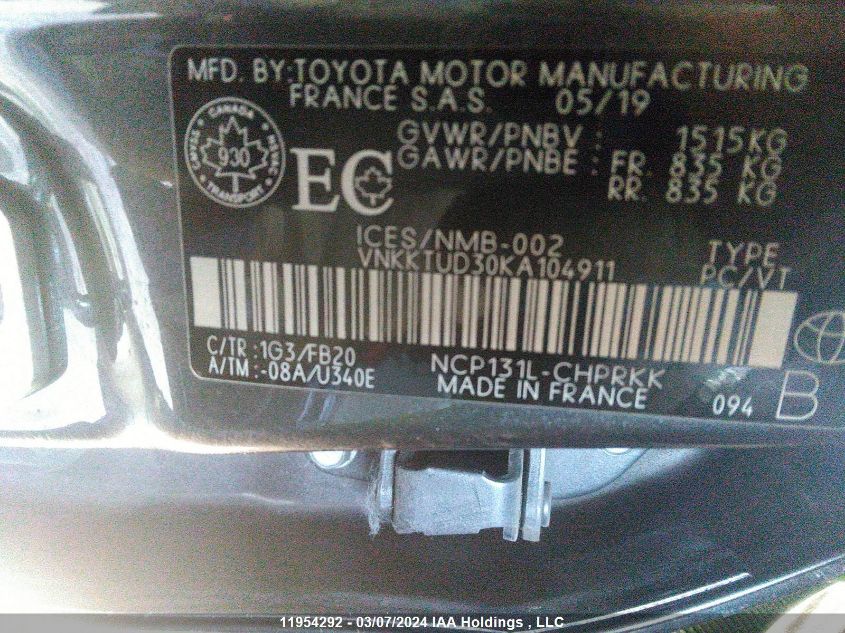 MFD. BY:TOYOTA MOTOR MANUFACTURING
FRANCE S.A.S. 05/19
GVWR/PNBV : 1515KG
GAWR/PNBE : FR. 835 KG
RR. 835 KG
CANADA
930
TRANSPORT
EC
ICES/NMB-002
VNKKTUD30KA104911
TYPE
PC/VT
C/TR :1G3/FB20
A/TM :-08A/U340E
NCP131L-CHPRKK
MADE IN FRANCE
094
B
11954292 - 03/07/2024 IAA Holdings , LLC